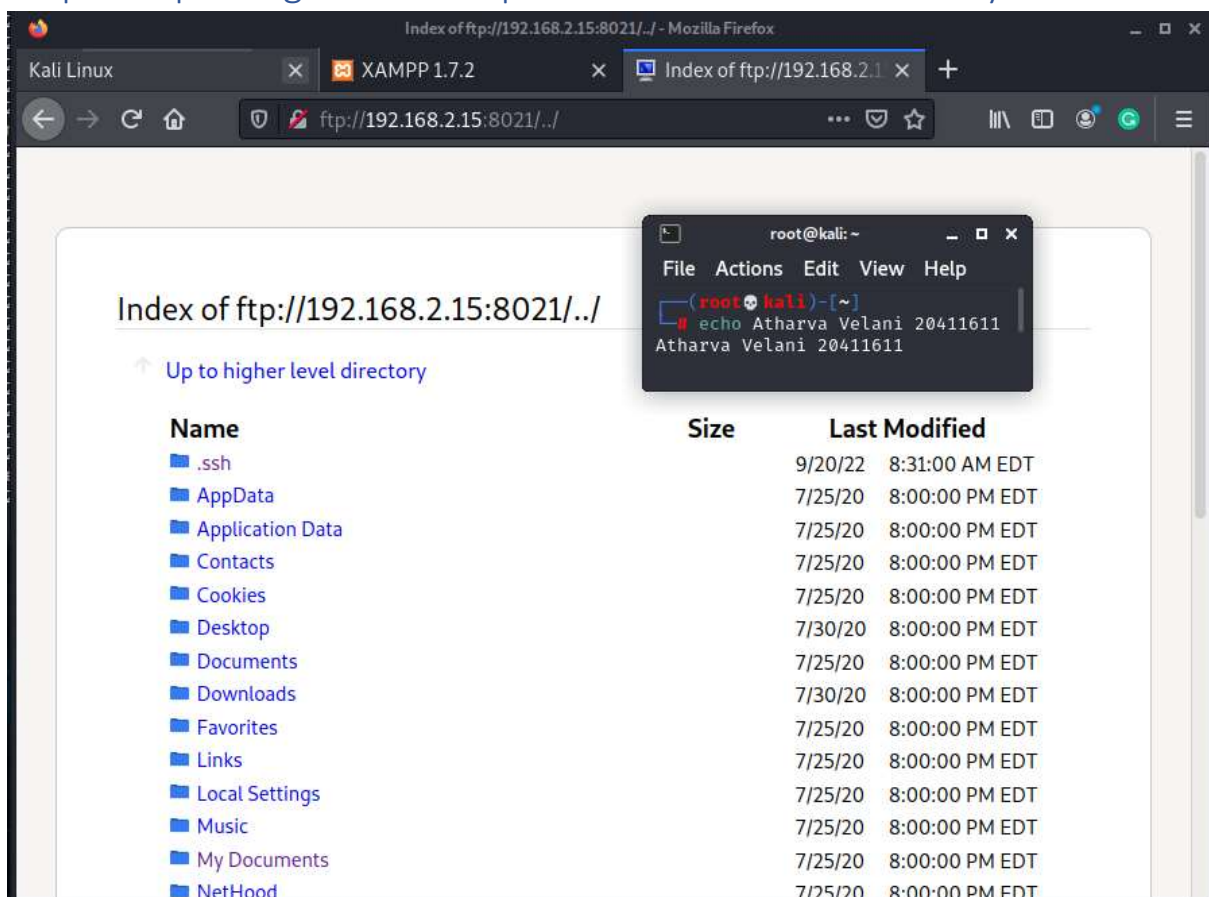 Index of ftp://192.168.2.15:8021/../ - Mozilla Firefox
Kali Linux
XAMPP 1.7.2
Index of ftp://192.168.2.1
ftp://192.168.2.15:8021/../
root@kali: ~
File Actions Edit View Help
(root kali)-[~]
# echo Atharva Velani 20411611
Atharva Velani 20411611
Index of ftp://192.168.2.15:8021/../
Up to higher level directory
Name Size Last Modified
.ssh 9/20/22 8:31:00 AM EDT
AppData 7/25/20 8:00:00 PM EDT
Application Data 7/25/20 8:00:00 PM EDT
Contacts 7/25/20 8:00:00 PM EDT
Cookies 7/25/20 8:00:00 PM EDT
Desktop 7/30/20 8:00:00 PM EDT
Documents 7/25/20 8:00:00 PM EDT
Downloads 7/30/20 8:00:00 PM EDT
Favorites 7/25/20 8:00:00 PM EDT
Links 7/25/20 8:00:00 PM EDT
Local Settings 7/25/20 8:00:00 PM EDT
Music 7/25/20 8:00:00 PM EDT
My Documents 7/25/20 8:00:00 PM EDT
NetHood 7/25/20 8:00:00 PM EDT